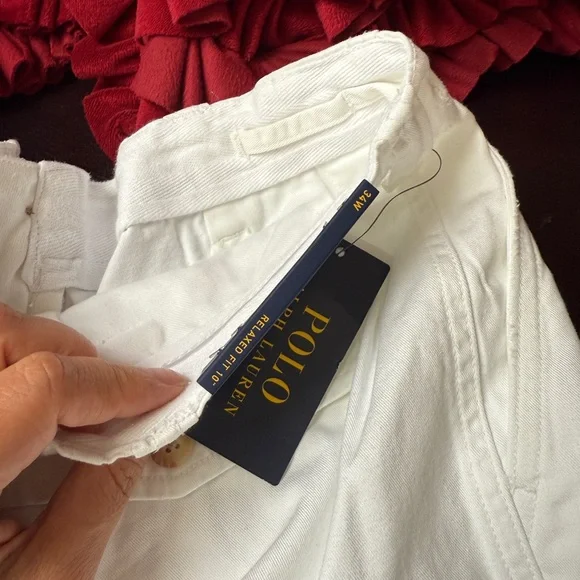 34W
RELAXED FIT 10"
POLO
RALPH LAUREN